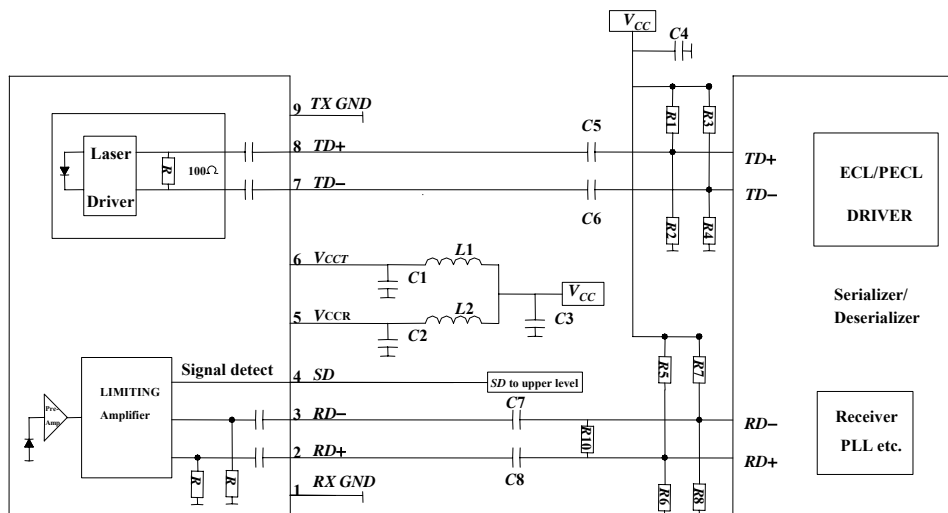 VCC
C4
9 TX GND
C5
R1
R3
Laser
Driver
R
100Ω
8 TD+
TD+
7 TD−
TD−
C6
R2
R4
ECL/PECL
DRIVER
6 VCCT
L1
C1
VCC
C3
5 VCCR
L2
C2
Serializer/
Deserializer
R5
R7
Signal detect
4 SD
SD to upper level
LIMITING
Amplifier
Pre-
Amp
3 RD−
C7
R10
RD−
2 RD+
C8
RD+
Receiver
PLL etc.
R
R
1 RX GND
R6
R8